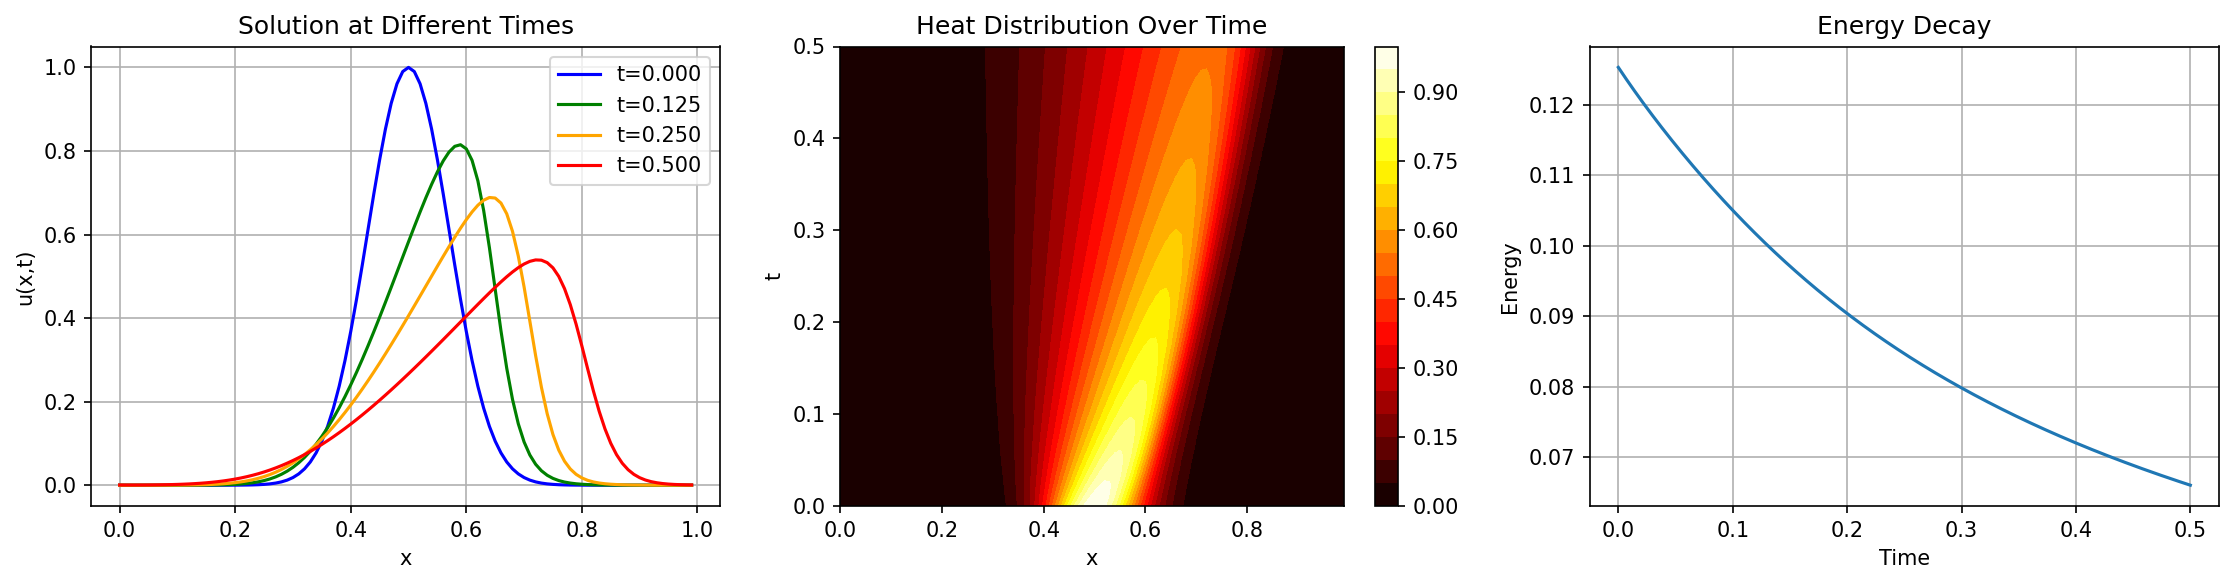 Solution at Different Times
u(x,t)
1.0
0.8
0.6
0.4
0.2
0.0
0.0 0.2 0.4 0.6 0.8 1.0
x
t=0.000
t=0.125
t=0.250
t=0.500
Heat Distribution Over Time
t
0.5
0.4
0.3
0.2
0.1
0.0
0.0 0.2 0.4 0.6 0.8
x
0.90
0.75
0.60
0.45
0.30
0.15
0.00
Energy Decay
Energy
0.12
0.11
0.10
0.09
0.08
0.07
0.0 0.1 0.2 0.3 0.4 0.5
Time